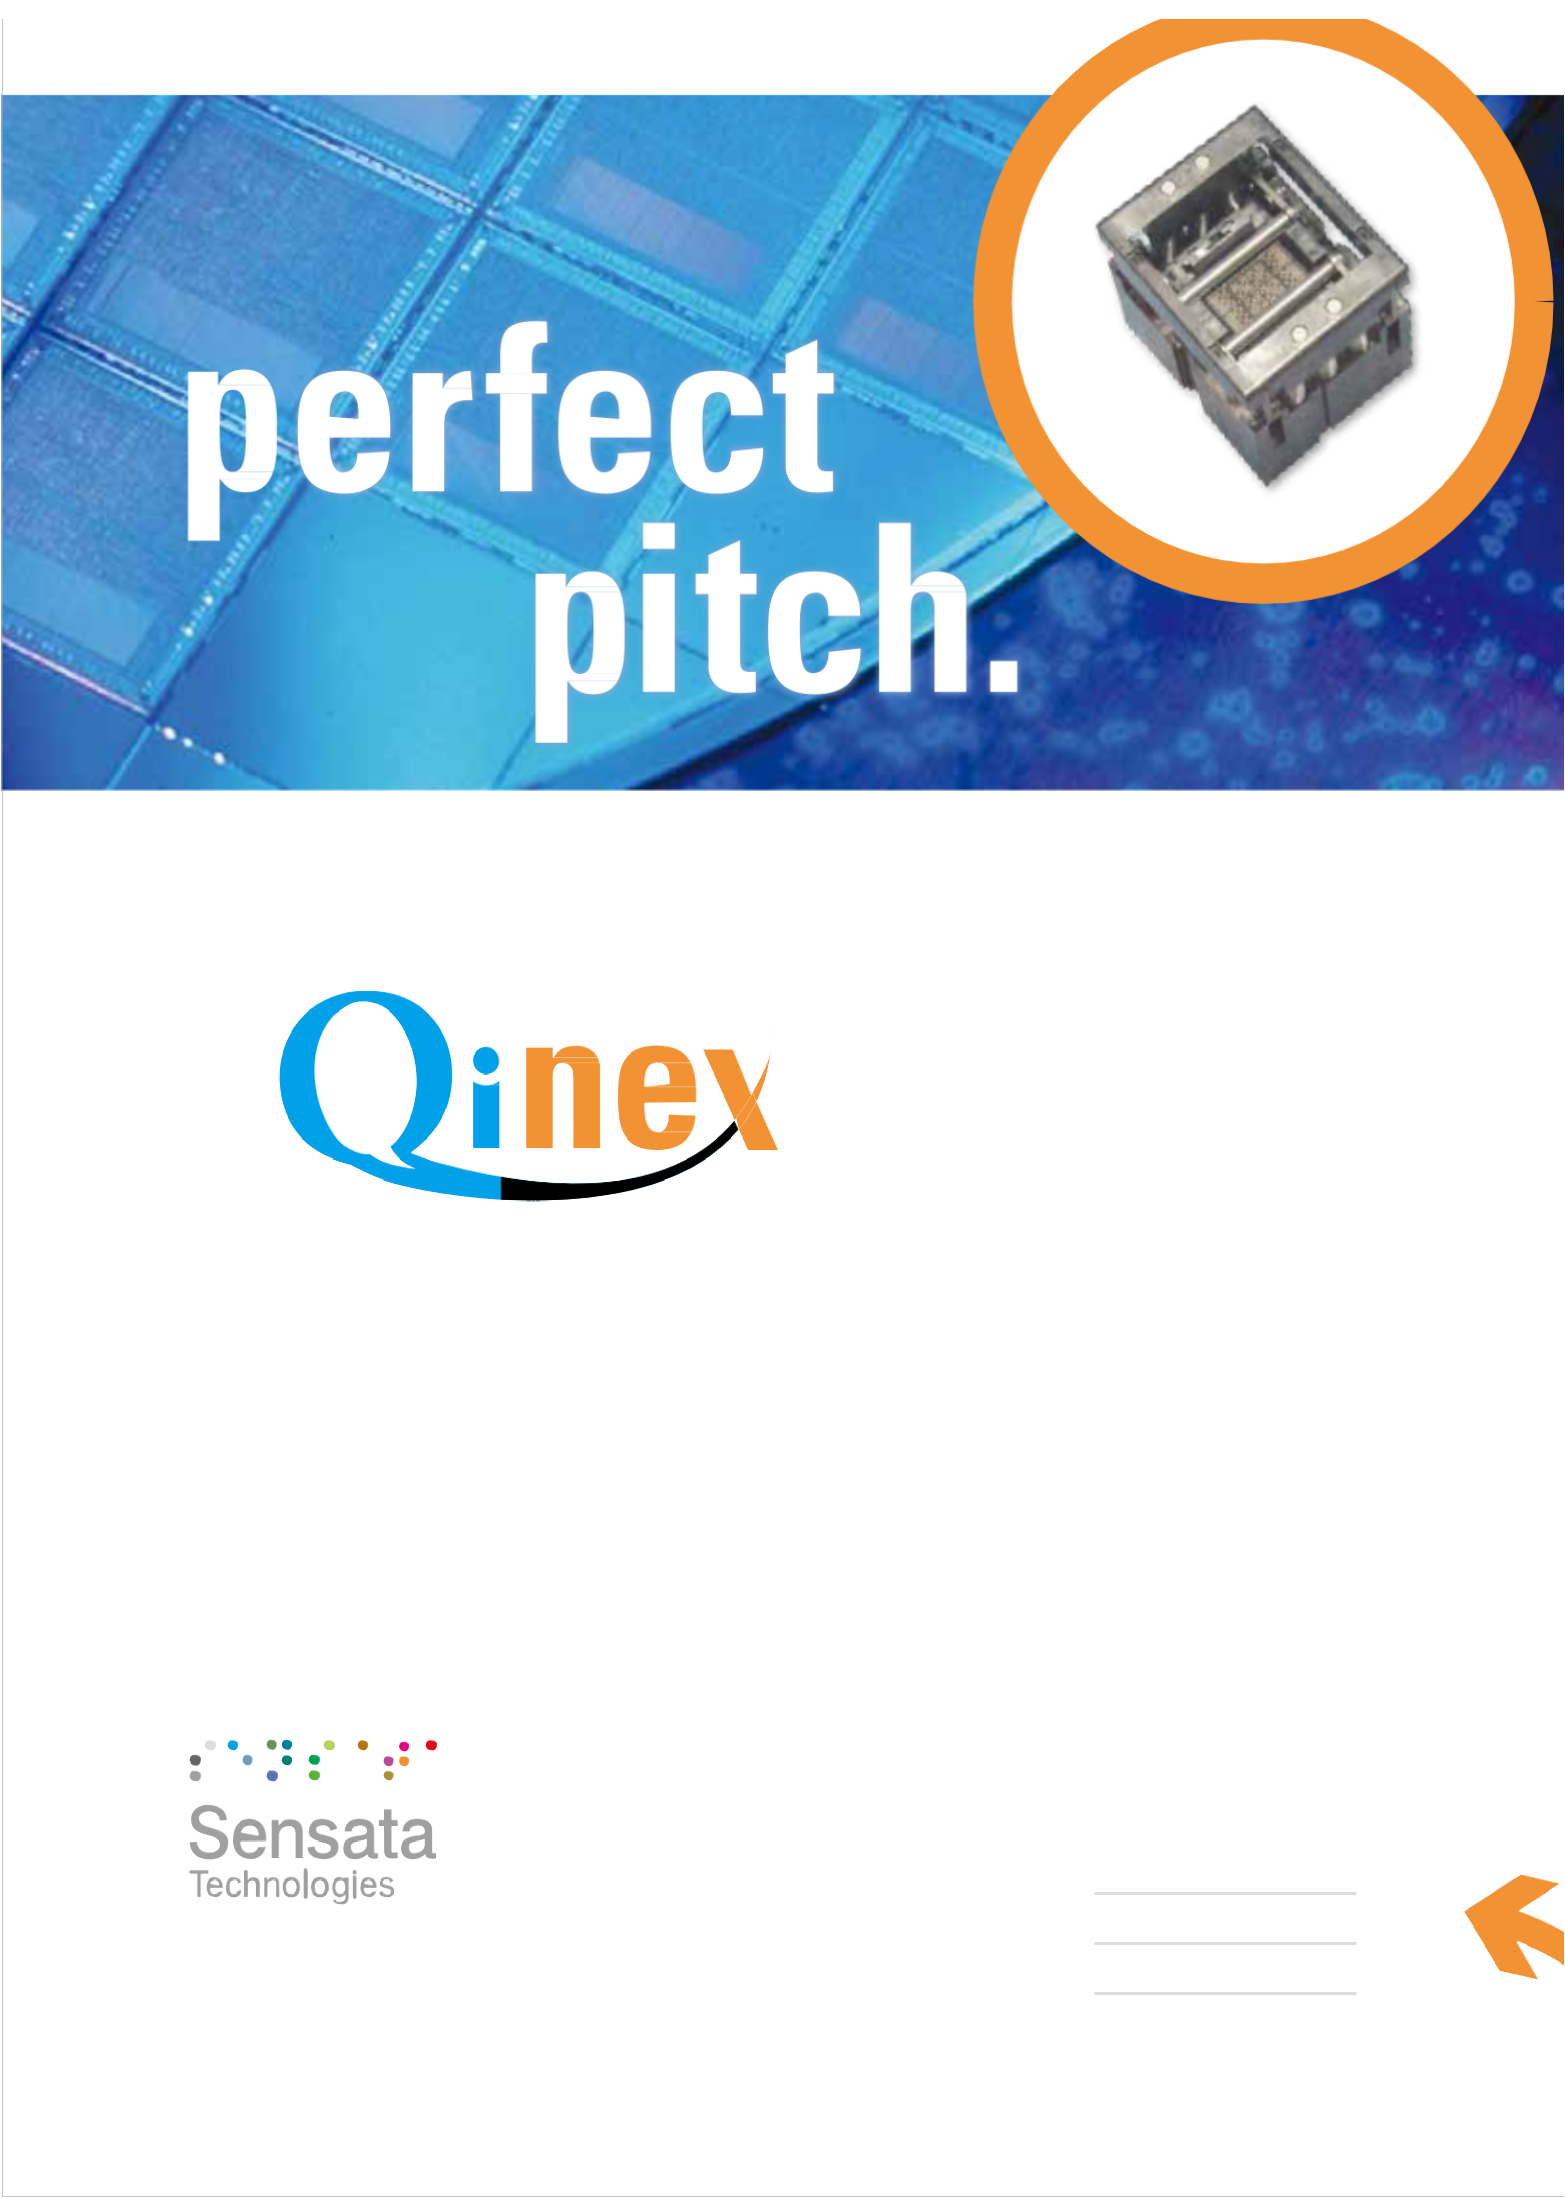 perfect
pitch.
Qinex
Sensata
Technologies